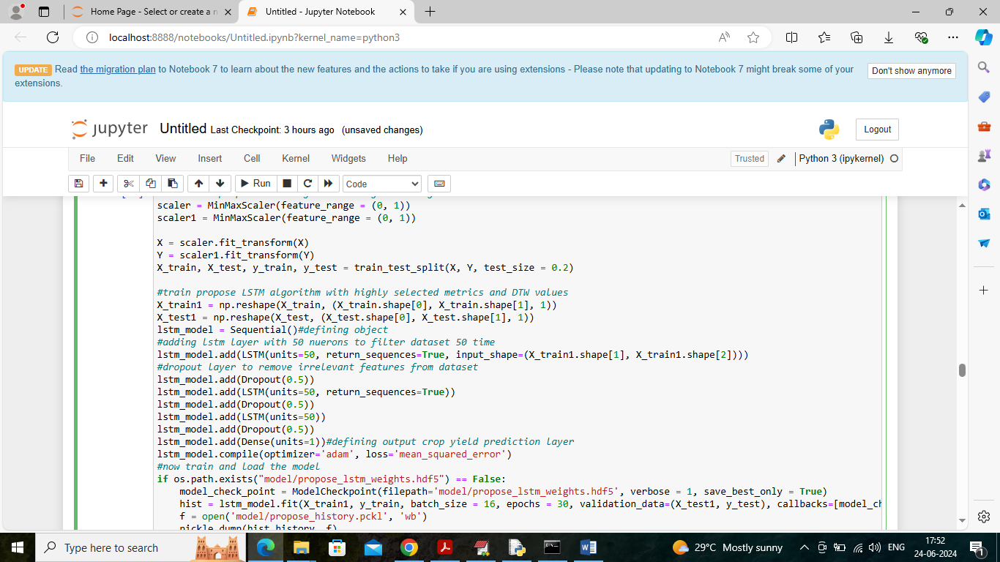 Home Page - Select or create a n
Untitled - Jupyter Notebook
localhost:8888/notebooks/Untitled.ipynb?kernel_name=python3
UPDATE Read the migration plan to Notebook 7 to learn about the new features and the actions to take if you are using extensions - Please note that updating to Notebook 7 might break some of your
extensions.
Don't show anymore
jupyter Untitled Last Checkpoint: 3 hours ago (unsaved changes)
Logout
File Edit View Insert Cell Kernel Widgets Help
Trusted
Python 3 (ipykernel)
Run
Code
scaler = MinMaxScaler(feature_range = (0, 1))
scaler1 = MinMaxScaler(feature_range = (0, 1))
X = scaler.fit_transform(X)
Y = scaler1.fit_transform(Y)
X_train, X_test, y_train, y_test = train_test_split(X, Y, test_size = 0.2)
#train propose LSTM algorithm with highly selected metrics and DTW values
X_train1 = np.reshape(X_train, (X_train.shape[0], X_train.shape[1], 1))
X_test1 = np.reshape(X_test, (X_test.shape[0], X_test.shape[1], 1))
lstm_model = Sequential()#defining object
#adding lstm layer with 50 nuerons to filter dataset 50 time
lstm_model.add(LSTM(units=50, return_sequences=True, input_shape=(X_train1.shape[1], X_train1.shape[2])))
#dropout layer to remove irrelevant features from dataset
lstm_model.add(Dropout(0.5))
lstm_model.add(LSTM(units=50, return_sequences=True))
lstm_model.add(Dropout(0.5))
lstm_model.add(LSTM(units=50))
lstm_model.add(Dropout(0.5))
lstm_model.add(Dense(units=1))#defining output crop yield prediction layer
lstm_model.compile(optimizer='adam', loss='mean_squared_error')
#now train and load the model
if os.path.exists("model/propose_lstm_weights.hdf5") == False:
model_check_point = ModelCheckpoint(filepath='model/propose_lstm_weights.hdf5', verbose = 1, save_best_only = True)
hist = lstm_model.fit(X_train1, y_train, batch_size = 16, epochs = 30, validation_data=(X_test1, y_test), callbacks=[model_ch
f = open('model/propose_history.pckl', 'wb')
pickle.dump(hist.history, f)
Type here to search
29°C Mostly sunny
ENG
17:52
24-06-2024
1